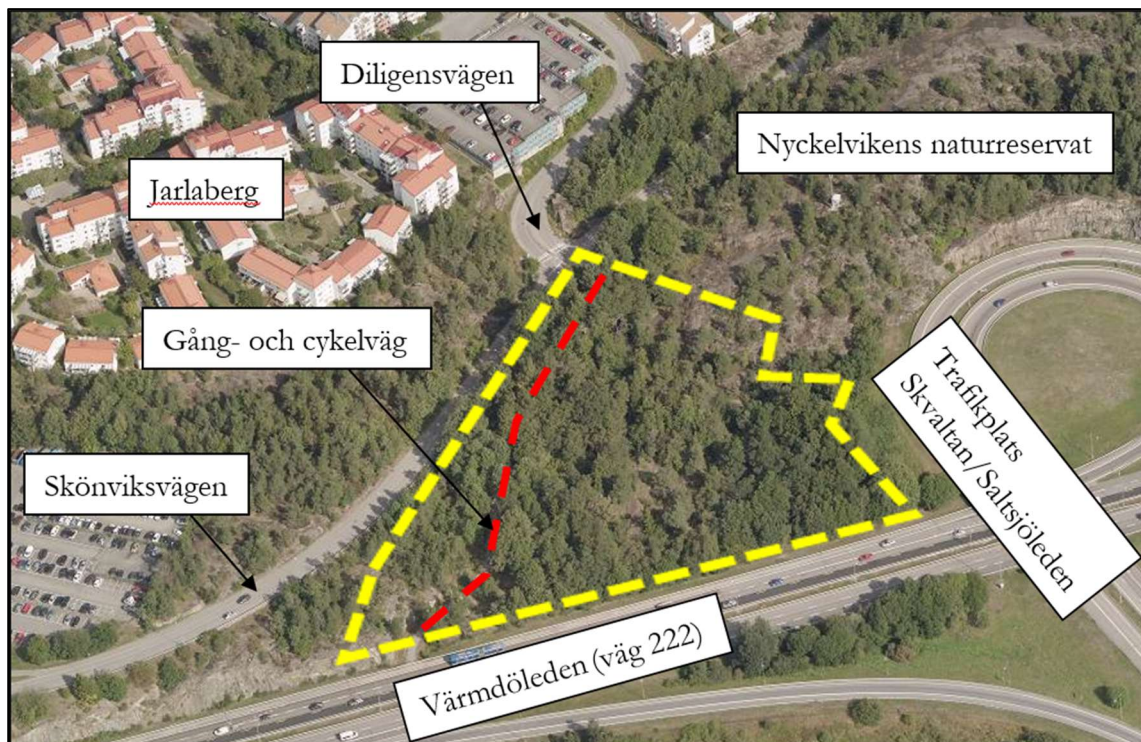 Diligensvägen
Nyckelvikens naturreservat
Jarlaberg
Gång- och cykelväg
Trafikplats
Skvaltan/Saltsjöleden
Skönviksvägen
Värmdöleden (väg 222)